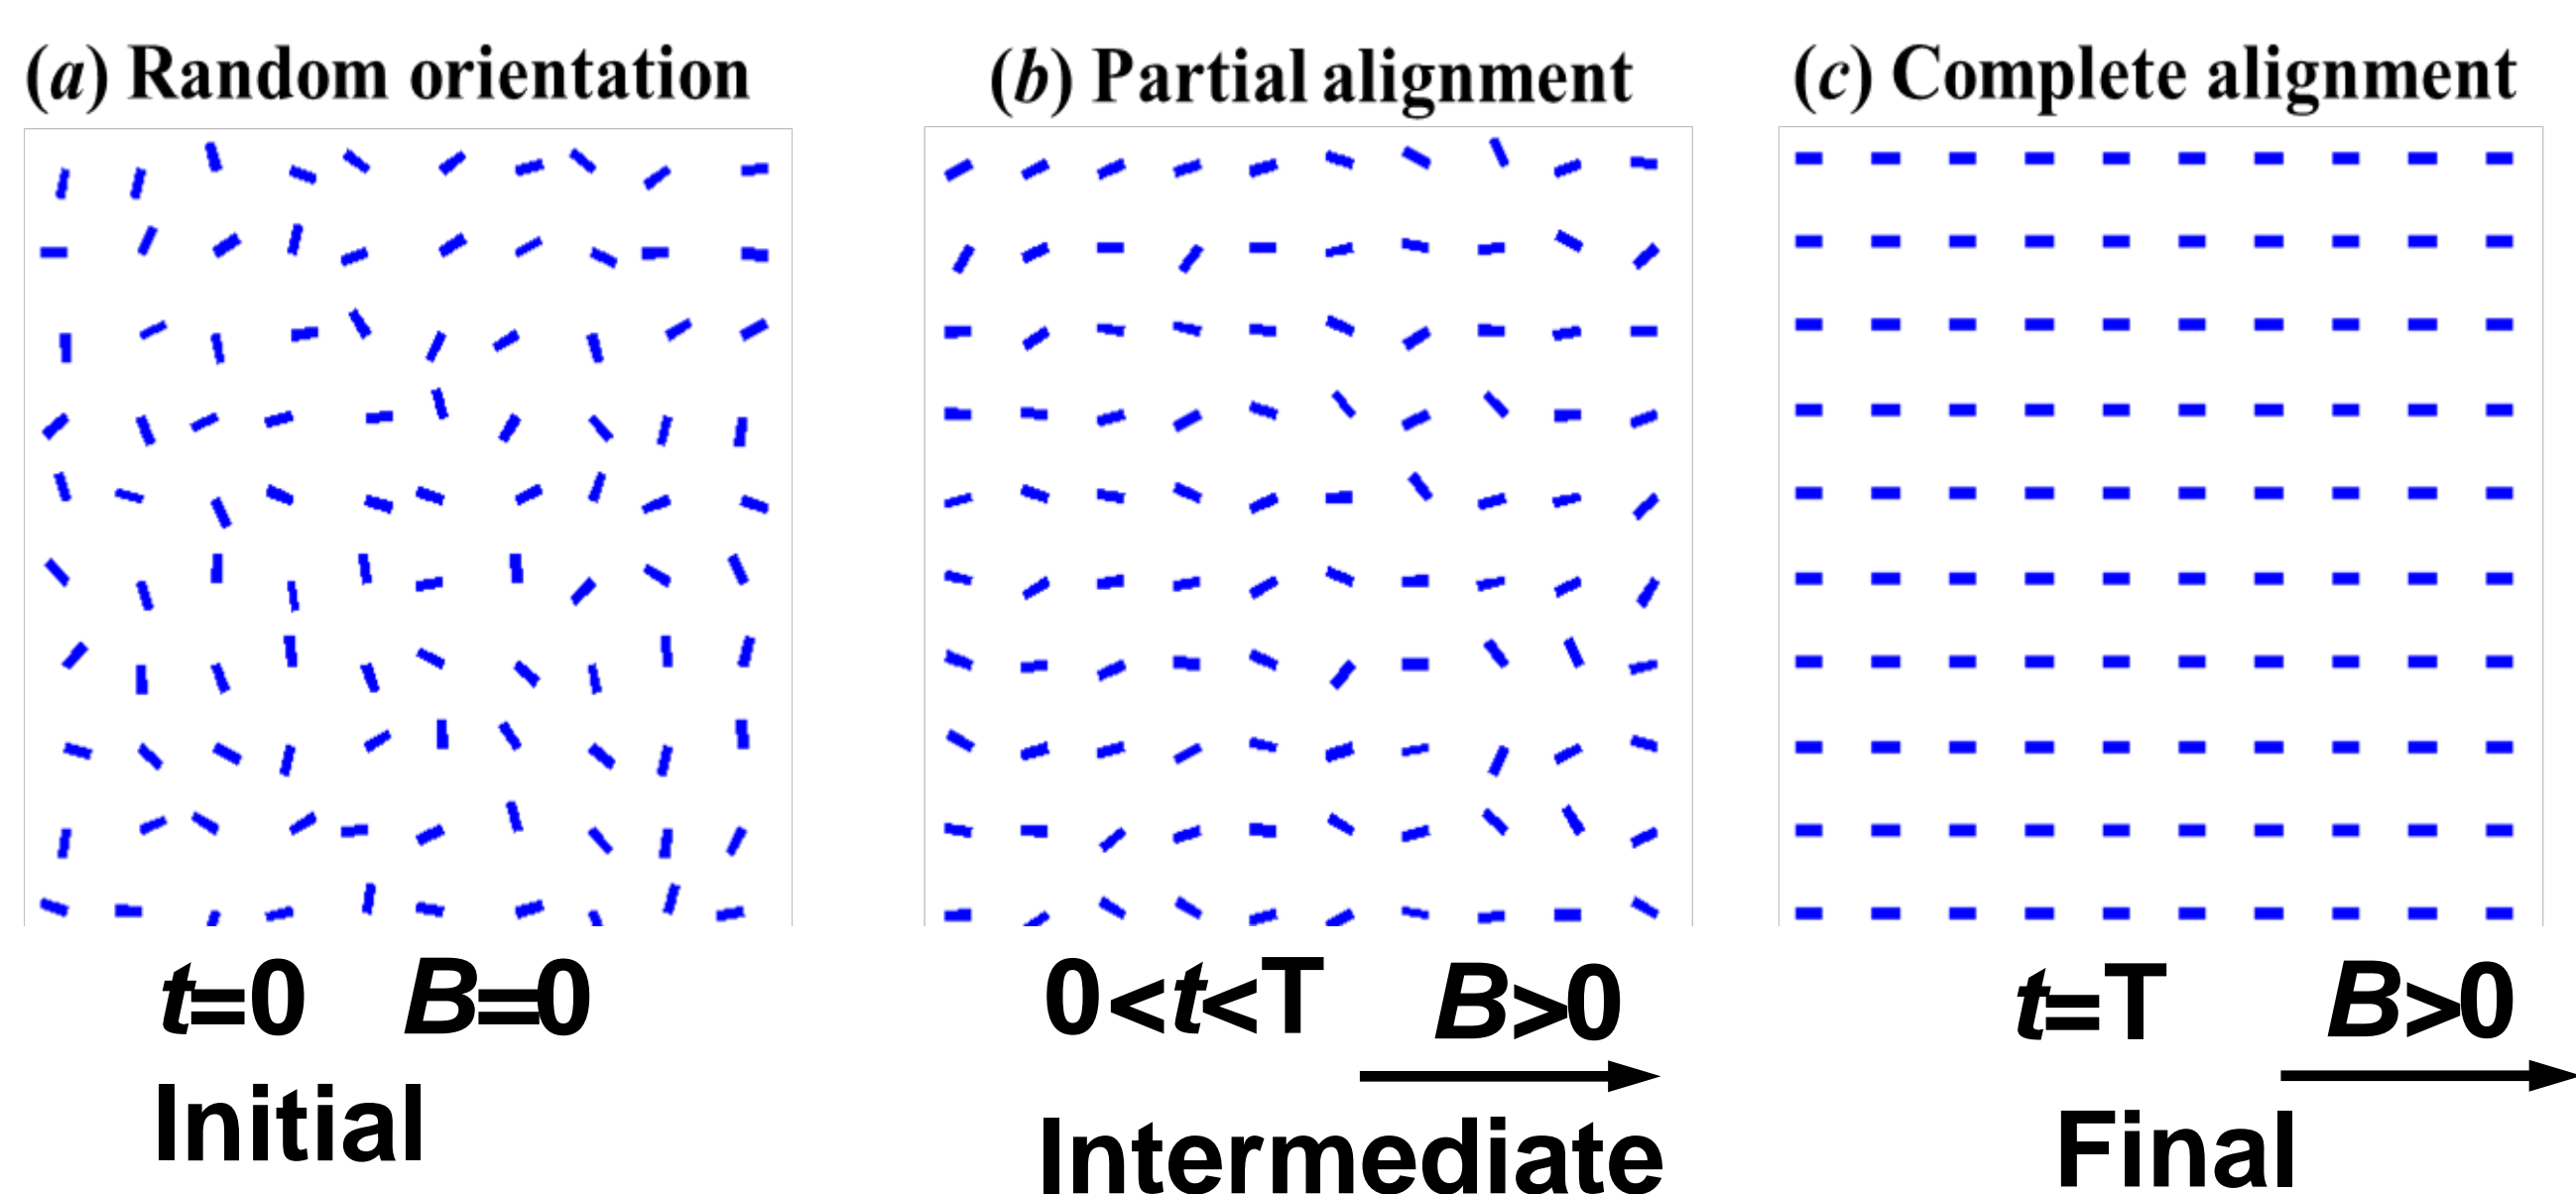 (a) Random orientation
(b) Partial alignment
(c) Complete alignment
t=0 B=0
0<t<T B>0
t=T B>0
Initial
Intermediate
Final